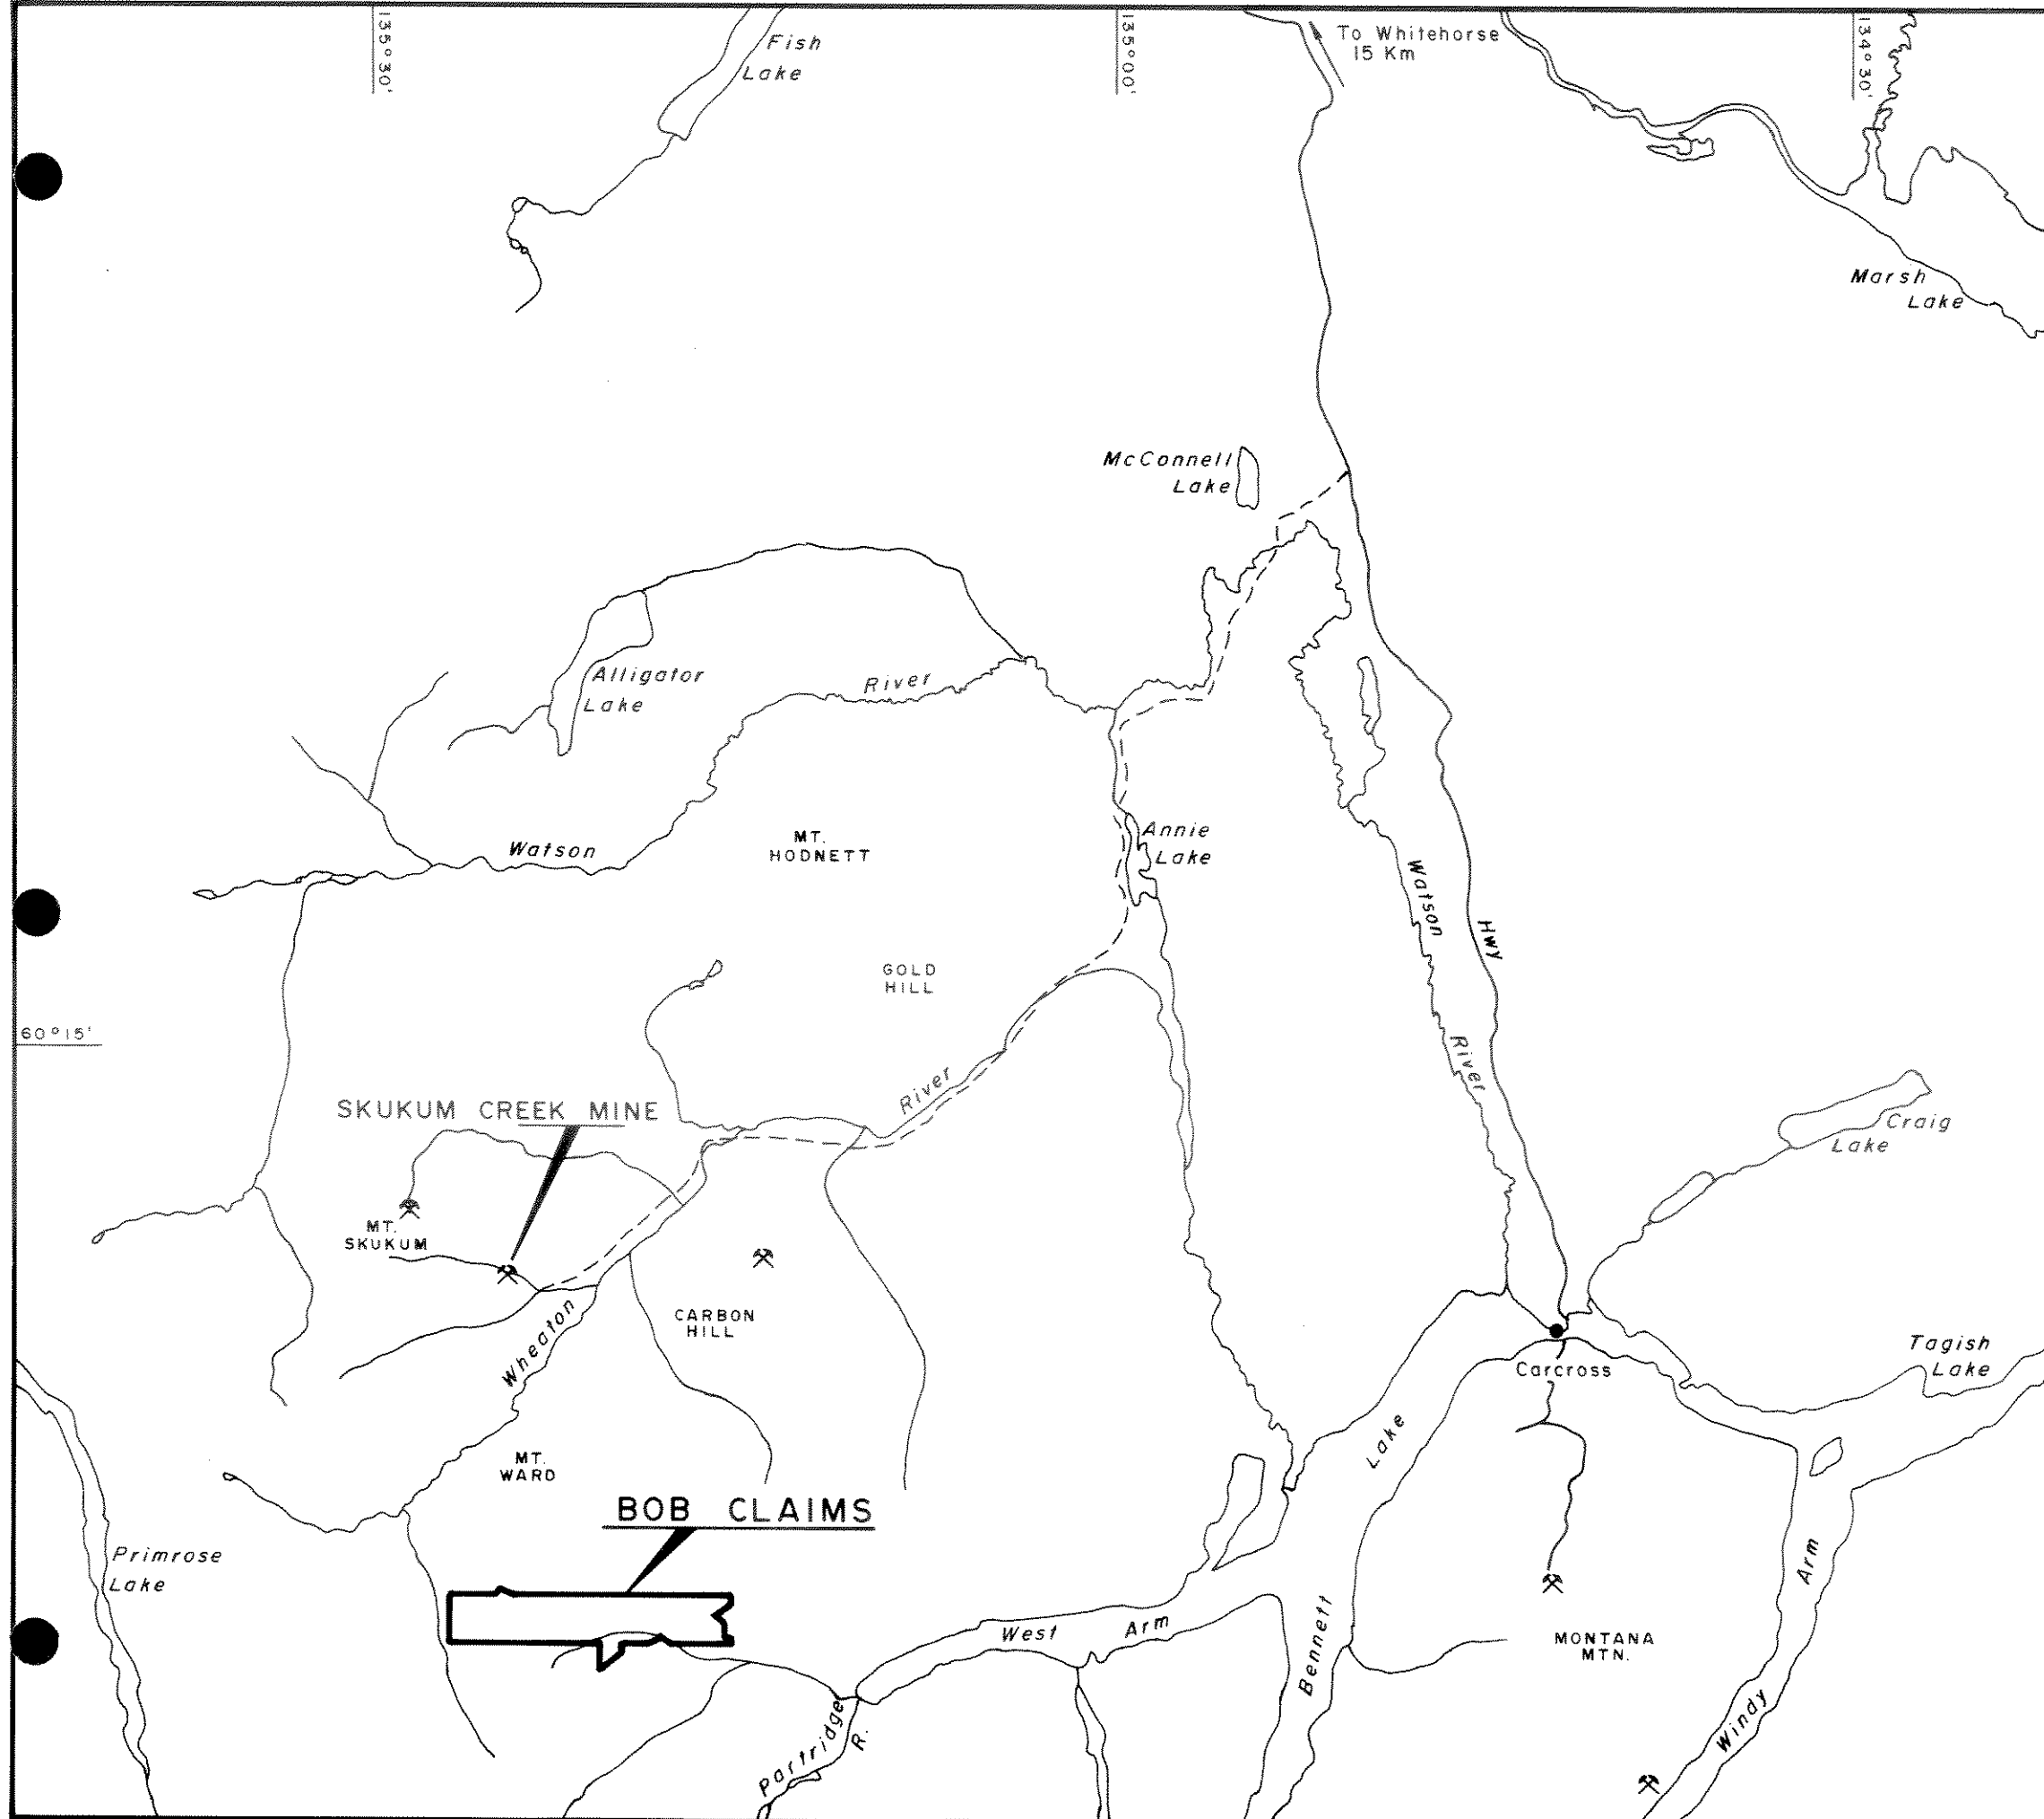 135°30'
Fish
Lake
135°00'
To Whitehorse
15 Km
134°30'
Marsh
Lake
McConnell
Lake
Alligator
Lake
River
Watson
MT.
HODNETT
Annie
Lake
Watson
River
HWY
GOLD
HILL
60°15'
River
SKUKUM CREEK MINE
Craig
Lake
MT.
SKUKUM
Wheaton
CARBON
HILL
Carcross
Tagish
Lake
MT.
WARD
Lake
BOB CLAIMS
Primrose
Lake
Arm
West Arm
Bennett
MONTANA
MTN.
Windy
Partridge
R.